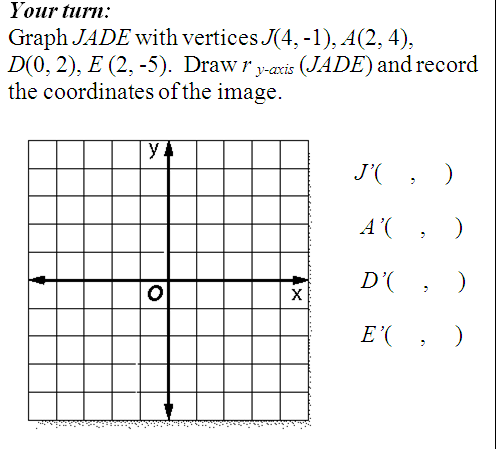 Your turn:
Graph JADE with vertices J(4, -1), A(2, 4),
D(0, 2), E (2, -5). Draw r y-axis (JADE) and record
the coordinates of the image.
y
O
x
J’( , )
A’( , )
D’( , )
E’( , )